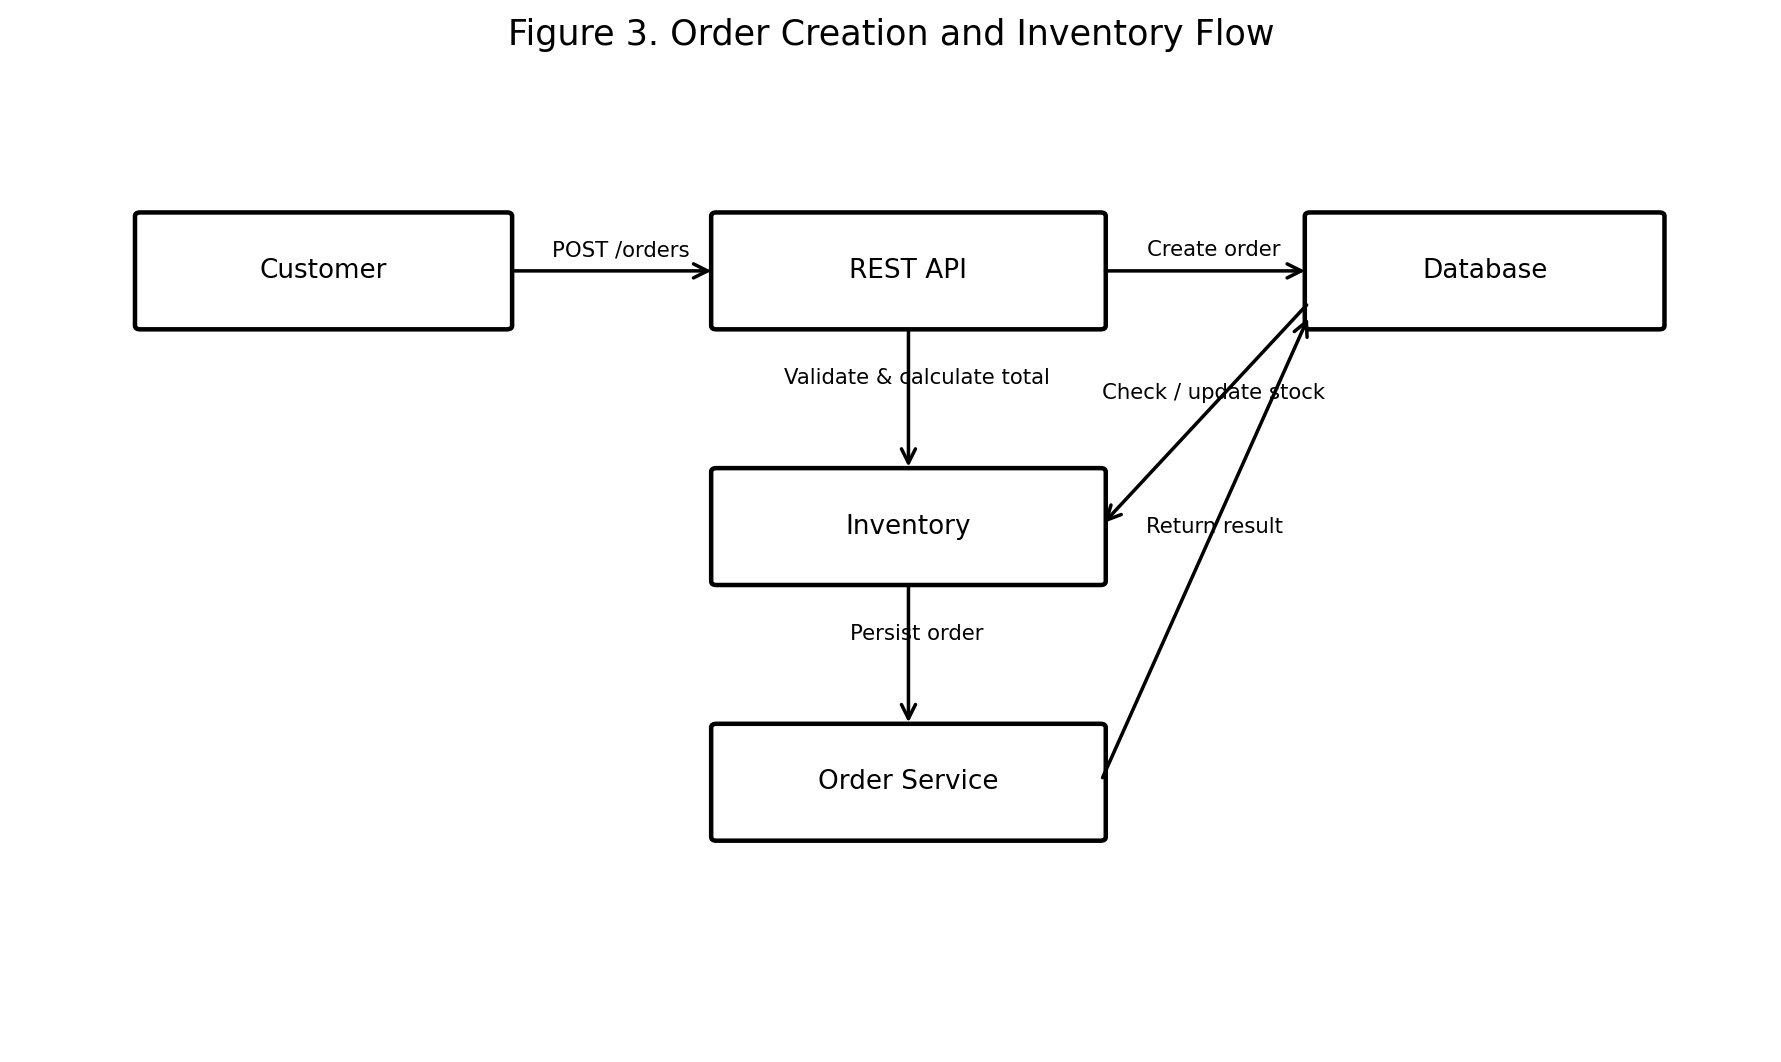 Figure 3. Order Creation and Inventory Flow
Customer
POST /orders
REST API
Create order
Database
Validate & calculate total
Check / update stock
Inventory
Return result
Persist order
Order Service